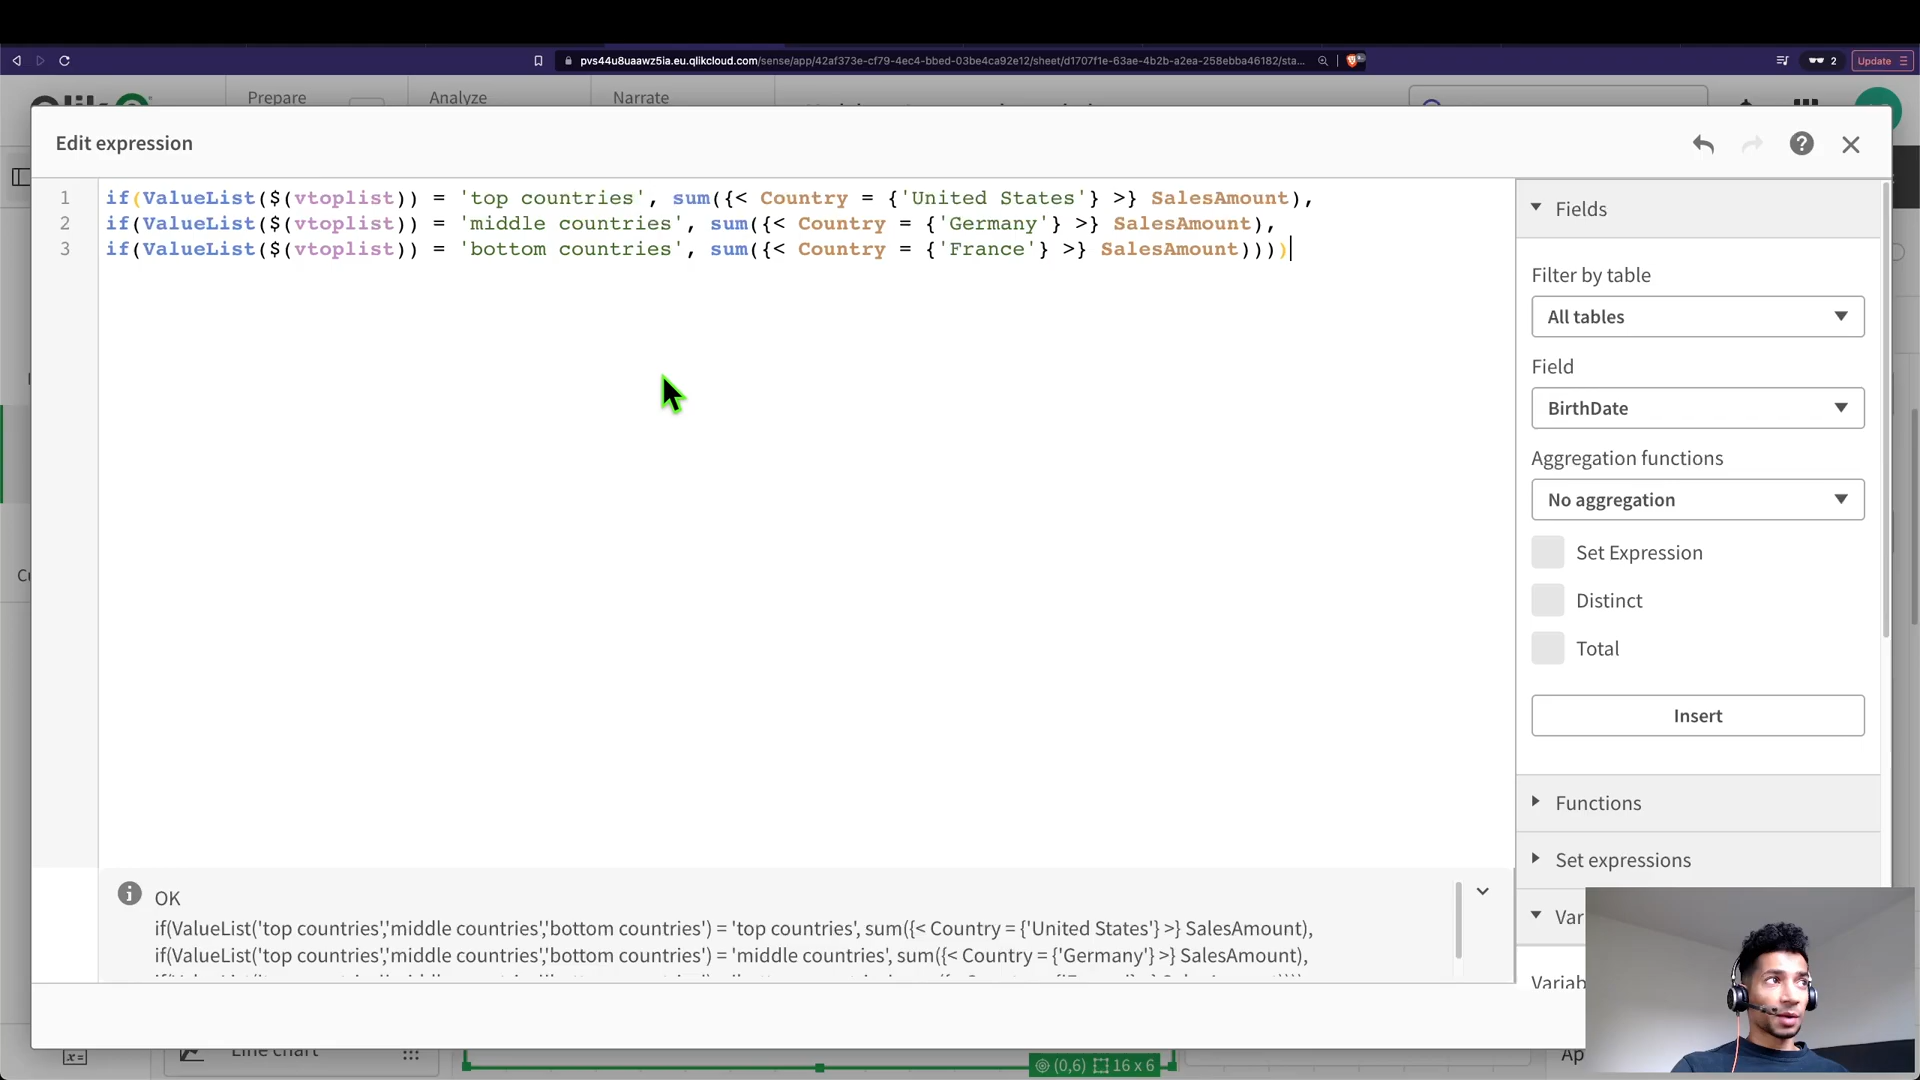 pvs44u8uaawz5ia.eu.qlikcloud.com/sense/app/42af373e-cf79-4ec4-bbed-03be4ca92e12/sheet/d1707f1e-63ae-4b2b-a2ea-258ebba46182/sta...
2
Update
Prepare
Analyze
Narrate
Edit expression
1 if(ValueList($(vtoplist)) = 'top countries', sum({< Country = {'United States'} >} SalesAmount),
2 if(ValueList($(vtoplist)) = 'middle countries', sum({< Country = {'Germany'} >} SalesAmount),
3 if(ValueList($(vtoplist)) = 'bottom countries', sum({< Country = {'France'} >} SalesAmount))))
Fields
Filter by table
All tables
Field
BirthDate
Aggregation functions
No aggregation
Set Expression
Distinct
Total
Insert
Functions
Set expressions
Var
Variab
OK
if(ValueList('top countries','middle countries','bottom countries') = 'top countries', sum({< Country = {'United States'} >} SalesAmount),
if(ValueList('top countries','middle countries','bottom countries') = 'middle countries', sum({< Country = {'Germany'} >} SalesAmount),
Line chart
(0,6) 16 x 6
Ap